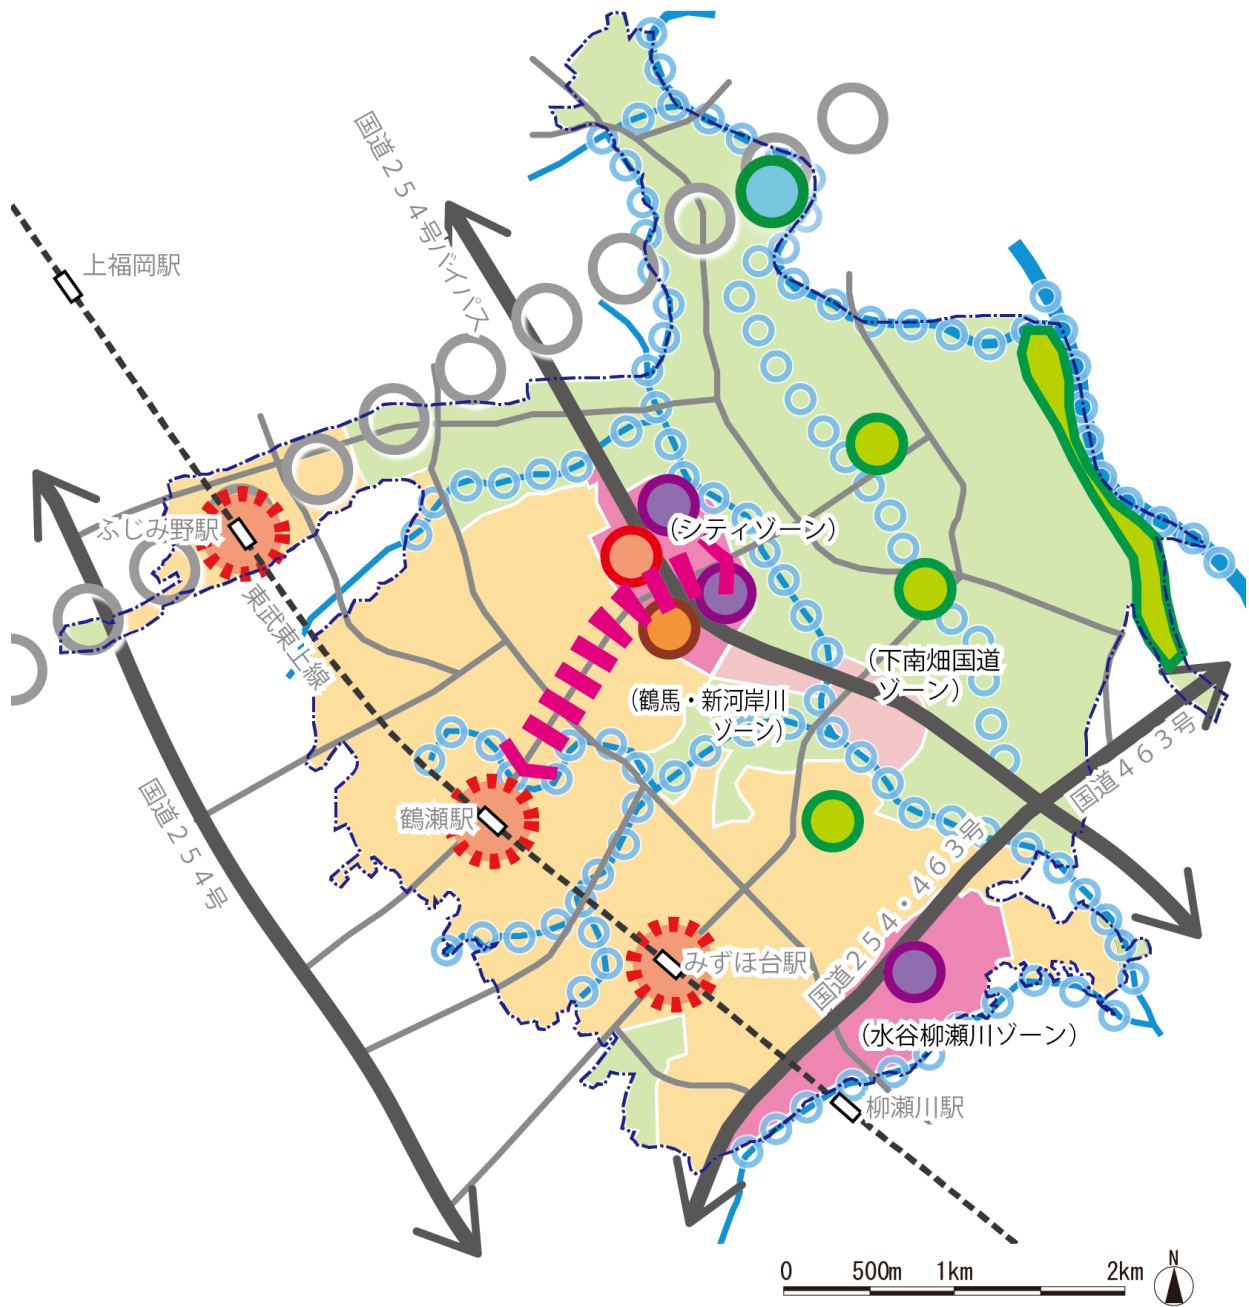 国道２５４号バイパス
上福岡駅
ふじみ野駅
（シティゾーン）
東武東上線
（下南畑国道
ゾーン）
（鶴馬・新河岸川
ゾーン）
国道４６３号
国道２５４号
鶴瀬駅
国道２５４・４６３号
みずほ台駅
（水谷柳瀬川ゾーン）
柳瀬川駅
0 500m 1km 2km
N